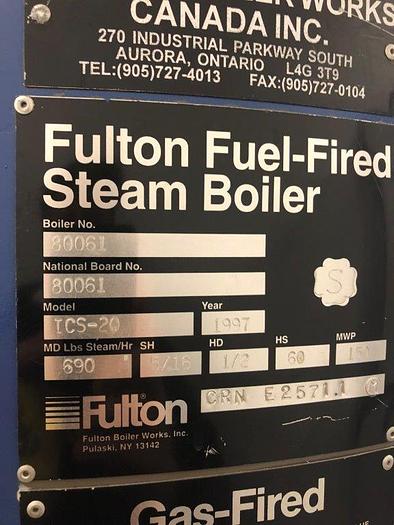 WORKS
CANADA INC.
270 INDUSTRIAL PARKWAY SOUTH
AURORA, ONTARIO L4G 3T9
TEL:(905)727-4013 FAX:(905)727-0104
Fulton Fuel-Fired
Steam Boiler
Boiler No.
80061
National Board No.
80061
S
Model Year
ICS-20 1997
MD Lbs Steam/Hr SH HD HS MWP
690 5/16 1/2 60
CRN E2571.1
Fulton®
Fulton Boiler Works, Inc.
Pulaski, NY 13142
Gas-Fired